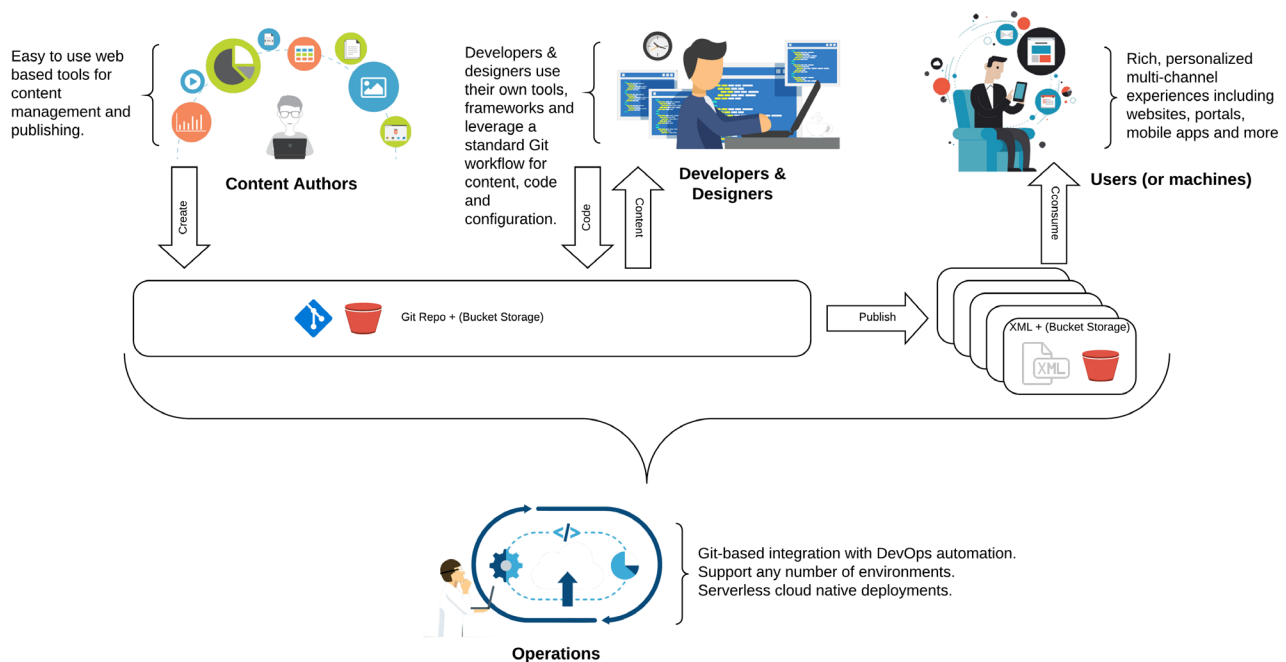 Easy to use web
based tools for
content
management and
publishing.
Content Authors
Create
Developers &
designers use
their own tools,
frameworks and
leverage a
standard Git
workflow for
content, code
and
configuration.
Code
Content
Developers &
Designers
Rich, personalized
multi-channel
experiences including
websites, portals,
mobile apps and more
Users (or machines)
Cconsume
Git Repo + (Bucket Storage)
Publish
XML + (Bucket Storage)
XML
</>
Git-based integration with DevOps automation.
Support any number of environments.
Serverless cloud native deployments.
Operations